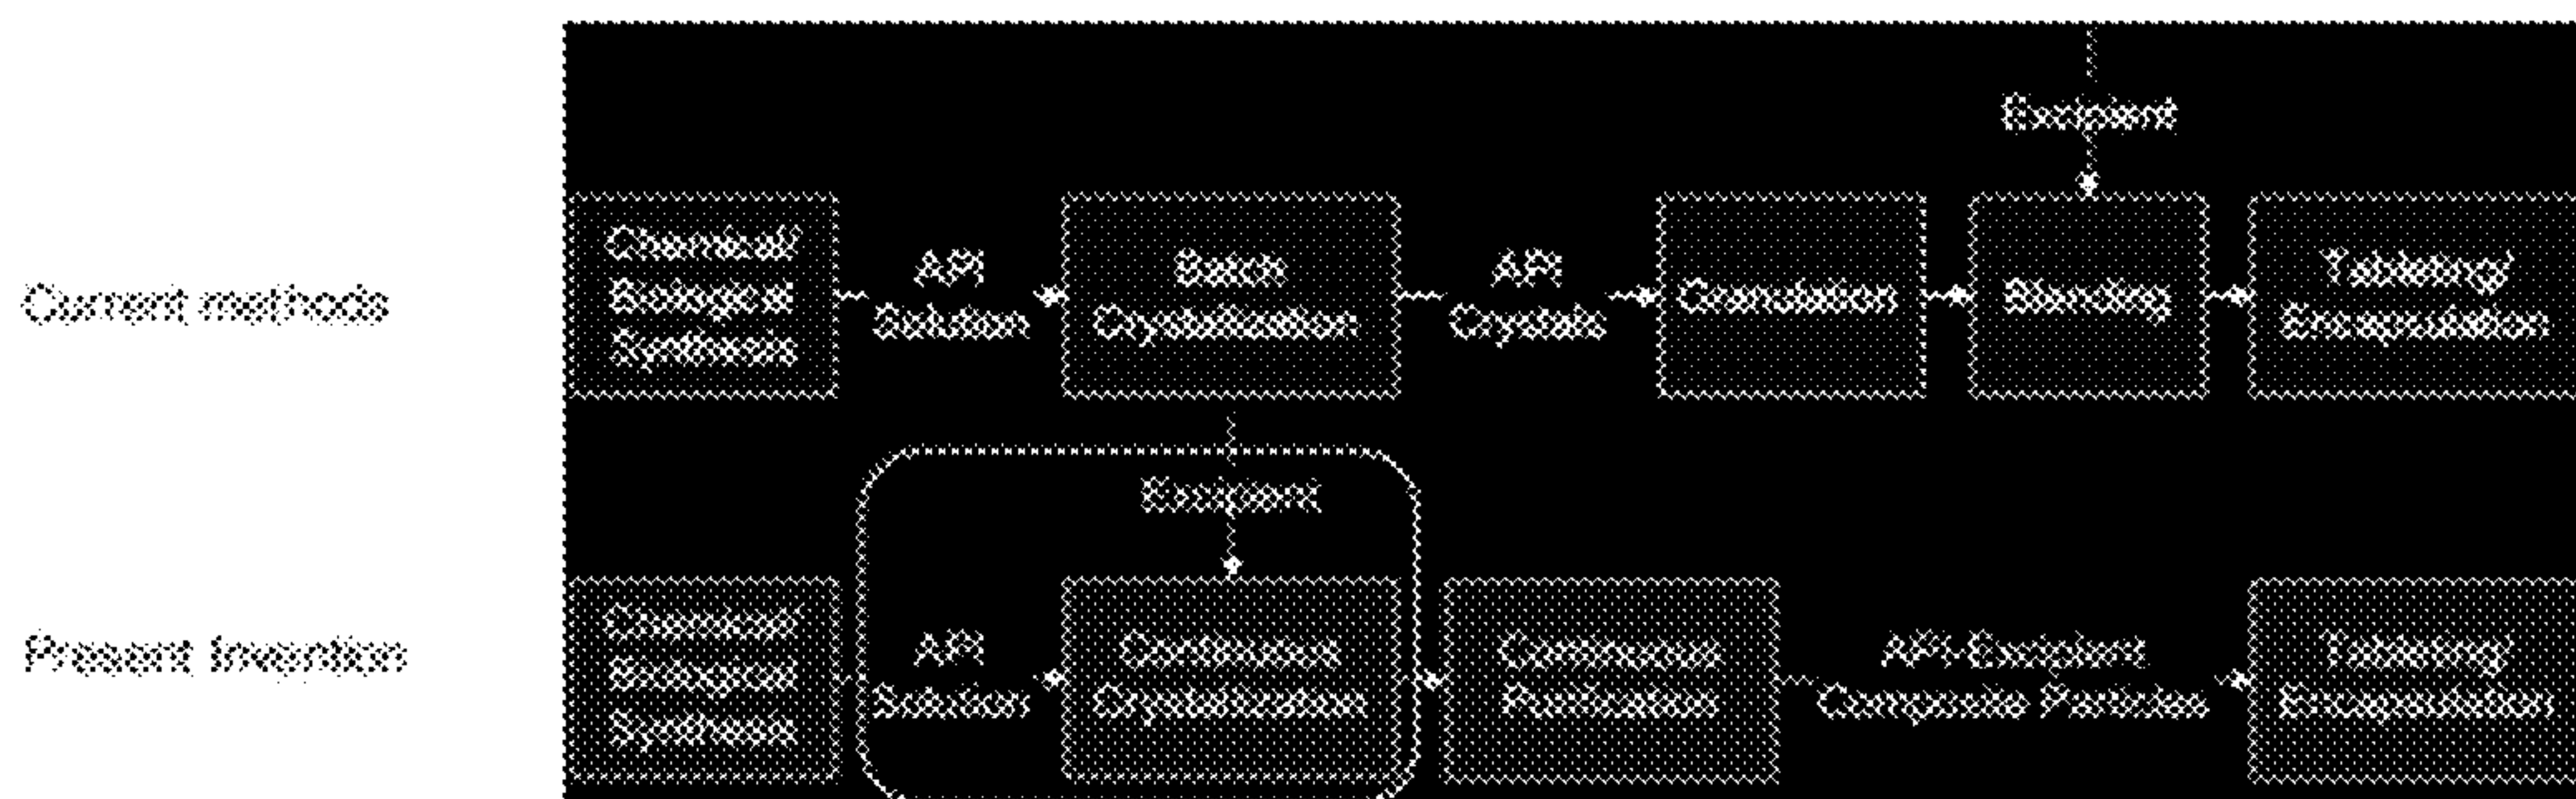 Current methods
Excipient
Chemical/
Biological
Synthesis
API
Solution
Batch
Crystallization
API
Crystals
Granulation
Blending
Tableting/
Encapsulation
Present Invention
Excipient
Chemical/
Biological
Synthesis
API
Solution
Continuous
Crystallization
Continuous
Purification
API-Excipient
Composite Particles
Tableting/
Encapsulation